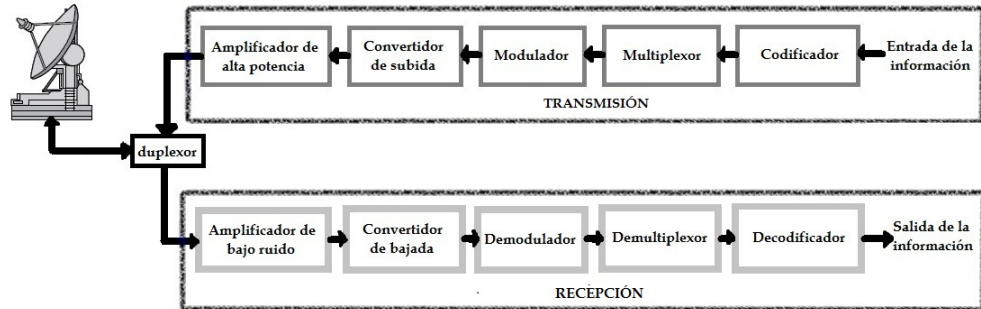 Amplificador de
alta potencia
Convertidor
de subida
Modulador
Multiplexor
Codificador
Entrada de la
información
TRANSMISIÓN
duplexor
Amplificador de
bajo ruido
Convertidor
de bajada
Demodulador
Demultiplexor
Decodificador
Salida de la
información
RECEPCIÓN